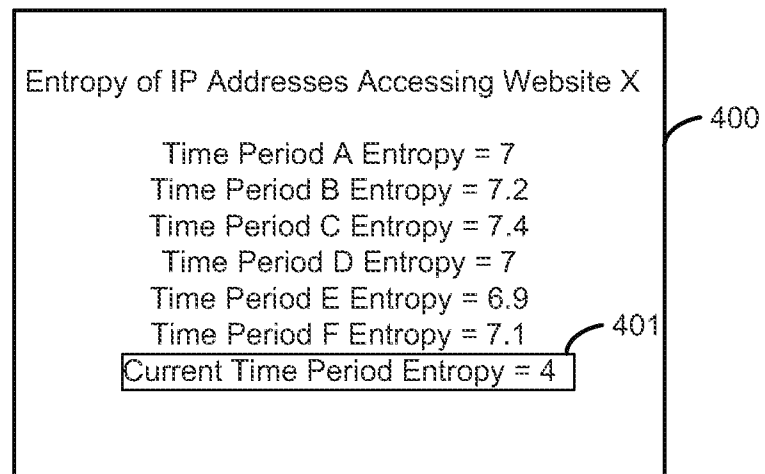 Entropy of IP Addresses Accessing Website X
400
Time Period A Entropy = 7
Time Period B Entropy = 7.2
Time Period C Entropy = 7.4
Time Period D Entropy = 7
Time Period E Entropy = 6.9
Time Period F Entropy = 7.1
401
Current Time Period Entropy = 4